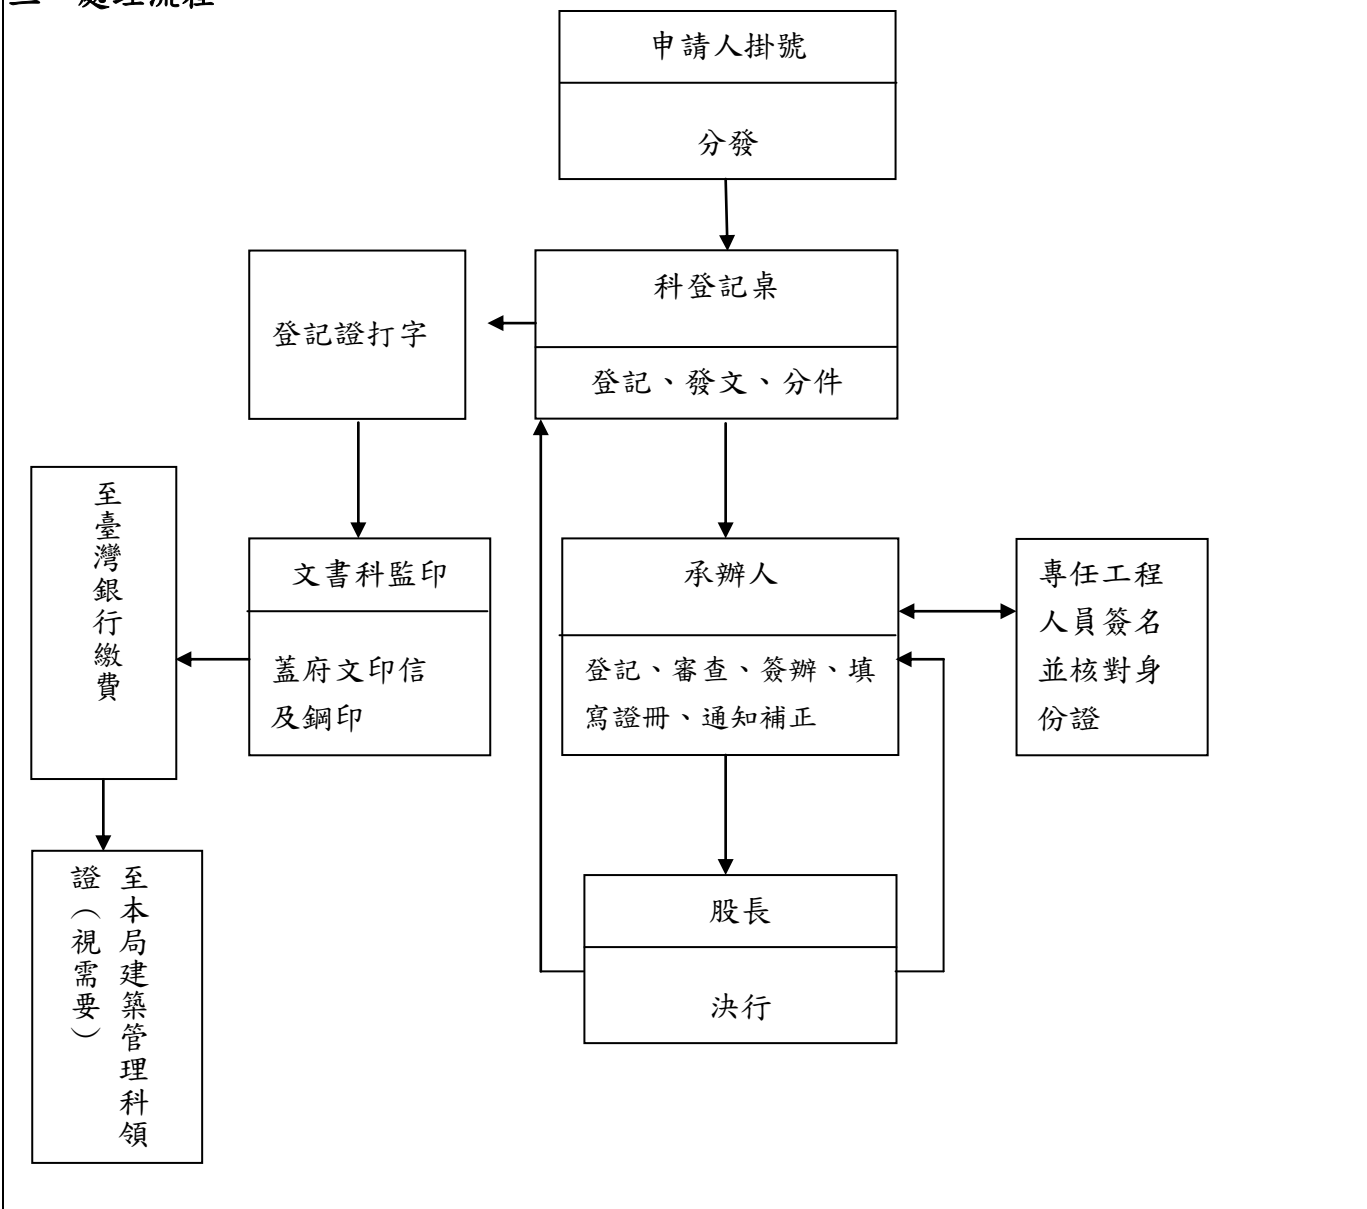 處理流程
申請人掛號
分發
科登記桌
登記、發文、分件
登記證打字
文書科監印
蓋府文印信
及鋼印
至臺灣銀行繳費
至本局建築管理科領
證（視需要）
承辦人
登記、審查、簽辦、填
寫證冊、通知補正
專任工程
人員簽名
並核對身
份證
股長
決行